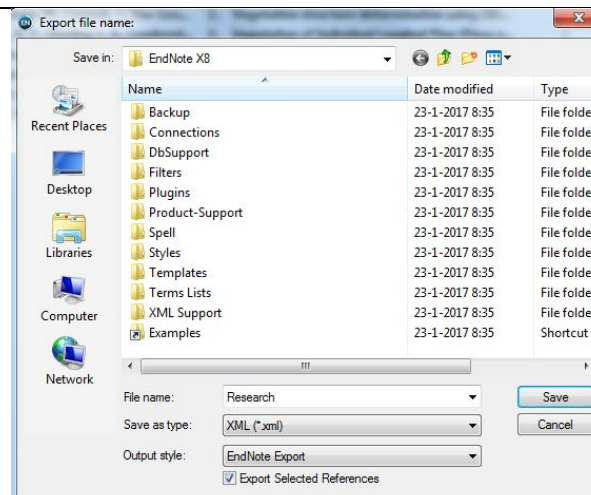 Export file name:
Save in: EndNote X8
Name Date modified Type
Backup 23-1-2017 8:35 File folde
Connections 23-1-2017 8:35 File folde
DbSupport 23-1-2017 8:35 File folde
Filters 23-1-2017 8:35 File folde
Plugins 23-1-2017 8:35 File folde
Product-Support 23-1-2017 8:35 File folde
Spell 23-1-2017 8:35 File folde
Styles 23-1-2017 8:35 File folde
Templates 23-1-2017 8:35 File folde
Terms Lists 23-1-2017 8:35 File folde
XML Support 23-1-2017 8:35 File folde
Examples 23-1-2017 8:35 Shortcut
Recent Places
Desktop
Libraries
Computer
Network
File name: Research Save
Save as type: XML (*.xml) Cancel
Output style: EndNote Export
Export Selected References